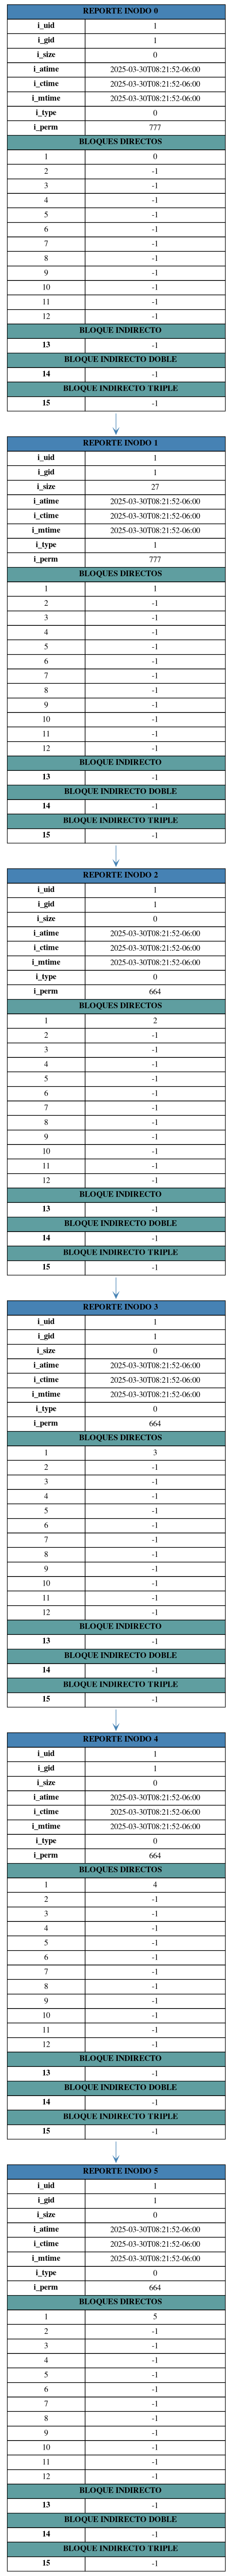 REPORTE INODO 0
i_uid 1
i_gid 1
i_size 0
i_atime 2025-03-30T08:21:52-06:00
i_ctime 2025-03-30T08:21:52-06:00
i_mtime 2025-03-30T08:21:52-06:00
i_type 0
i_perm 777
BLOQUES DIRECTOS
1 0
2 -1
3 -1
4 -1
5 -1
6 -1
7 -1
8 -1
9 -1
10 -1
11 -1
12 -1
BLOQUE INDIRECTO
13 -1
BLOQUE INDIRECTO DOBLE
14 -1
BLOQUE INDIRECTO TRIPLE
15 -1
REPORTE INODO 1
i_uid 1
i_gid 1
i_size 27
i_atime 2025-03-30T08:21:52-06:00
i_ctime 2025-03-30T08:21:52-06:00
i_mtime 2025-03-30T08:21:52-06:00
i_type 1
i_perm 777
BLOQUES DIRECTOS
1 1
2 -1
3 -1
4 -1
5 -1
6 -1
7 -1
8 -1
9 -1
10 -1
11 -1
12 -1
BLOQUE INDIRECTO
13 -1
BLOQUE INDIRECTO DOBLE
14 -1
BLOQUE INDIRECTO TRIPLE
15 -1
REPORTE INODO 2
i_uid 1
i_gid 1
i_size 0
i_atime 2025-03-30T08:21:52-06:00
i_ctime 2025-03-30T08:21:52-06:00
i_mtime 2025-03-30T08:21:52-06:00
i_type 0
i_perm 664
BLOQUES DIRECTOS
1 2
2 -1
3 -1
4 -1
5 -1
6 -1
7 -1
8 -1
9 -1
10 -1
11 -1
12 -1
BLOQUE INDIRECTO
13 -1
BLOQUE INDIRECTO DOBLE
14 -1
BLOQUE INDIRECTO TRIPLE
15 -1
REPORTE INODO 3
i_uid 1
i_gid 1
i_size 0
i_atime 2025-03-30T08:21:52-06:00
i_ctime 2025-03-30T08:21:52-06:00
i_mtime 2025-03-30T08:21:52-06:00
i_type 0
i_perm 664
BLOQUES DIRECTOS
1 3
2 -1
3 -1
4 -1
5 -1
6 -1
7 -1
8 -1
9 -1
10 -1
11 -1
12 -1
BLOQUE INDIRECTO
13 -1
BLOQUE INDIRECTO DOBLE
14 -1
BLOQUE INDIRECTO TRIPLE
15 -1
REPORTE INODO 4
i_uid 1
i_gid 1
i_size 0
i_atime 2025-03-30T08:21:52-06:00
i_ctime 2025-03-30T08:21:52-06:00
i_mtime 2025-03-30T08:21:52-06:00
i_type 0
i_perm 664
BLOQUES DIRECTOS
1 4
2 -1
3 -1
4 -1
5 -1
6 -1
7 -1
8 -1
9 -1
10 -1
11 -1
12 -1
BLOQUE INDIRECTO
13 -1
BLOQUE INDIRECTO DOBLE
14 -1
BLOQUE INDIRECTO TRIPLE
15 -1
REPORTE INODO 5
i_uid 1
i_gid 1
i_size 0
i_atime 2025-03-30T08:21:52-06:00
i_ctime 2025-03-30T08:21:52-06:00
i_mtime 2025-03-30T08:21:52-06:00
i_type 0
i_perm 664
BLOQUES DIRECTOS
1 5
2 -1
3 -1
4 -1
5 -1
6 -1
7 -1
8 -1
9 -1
10 -1
11 -1
12 -1
BLOQUE INDIRECTO
13 -1
BLOQUE INDIRECTO DOBLE
14 -1
BLOQUE INDIRECTO TRIPLE
15 -1